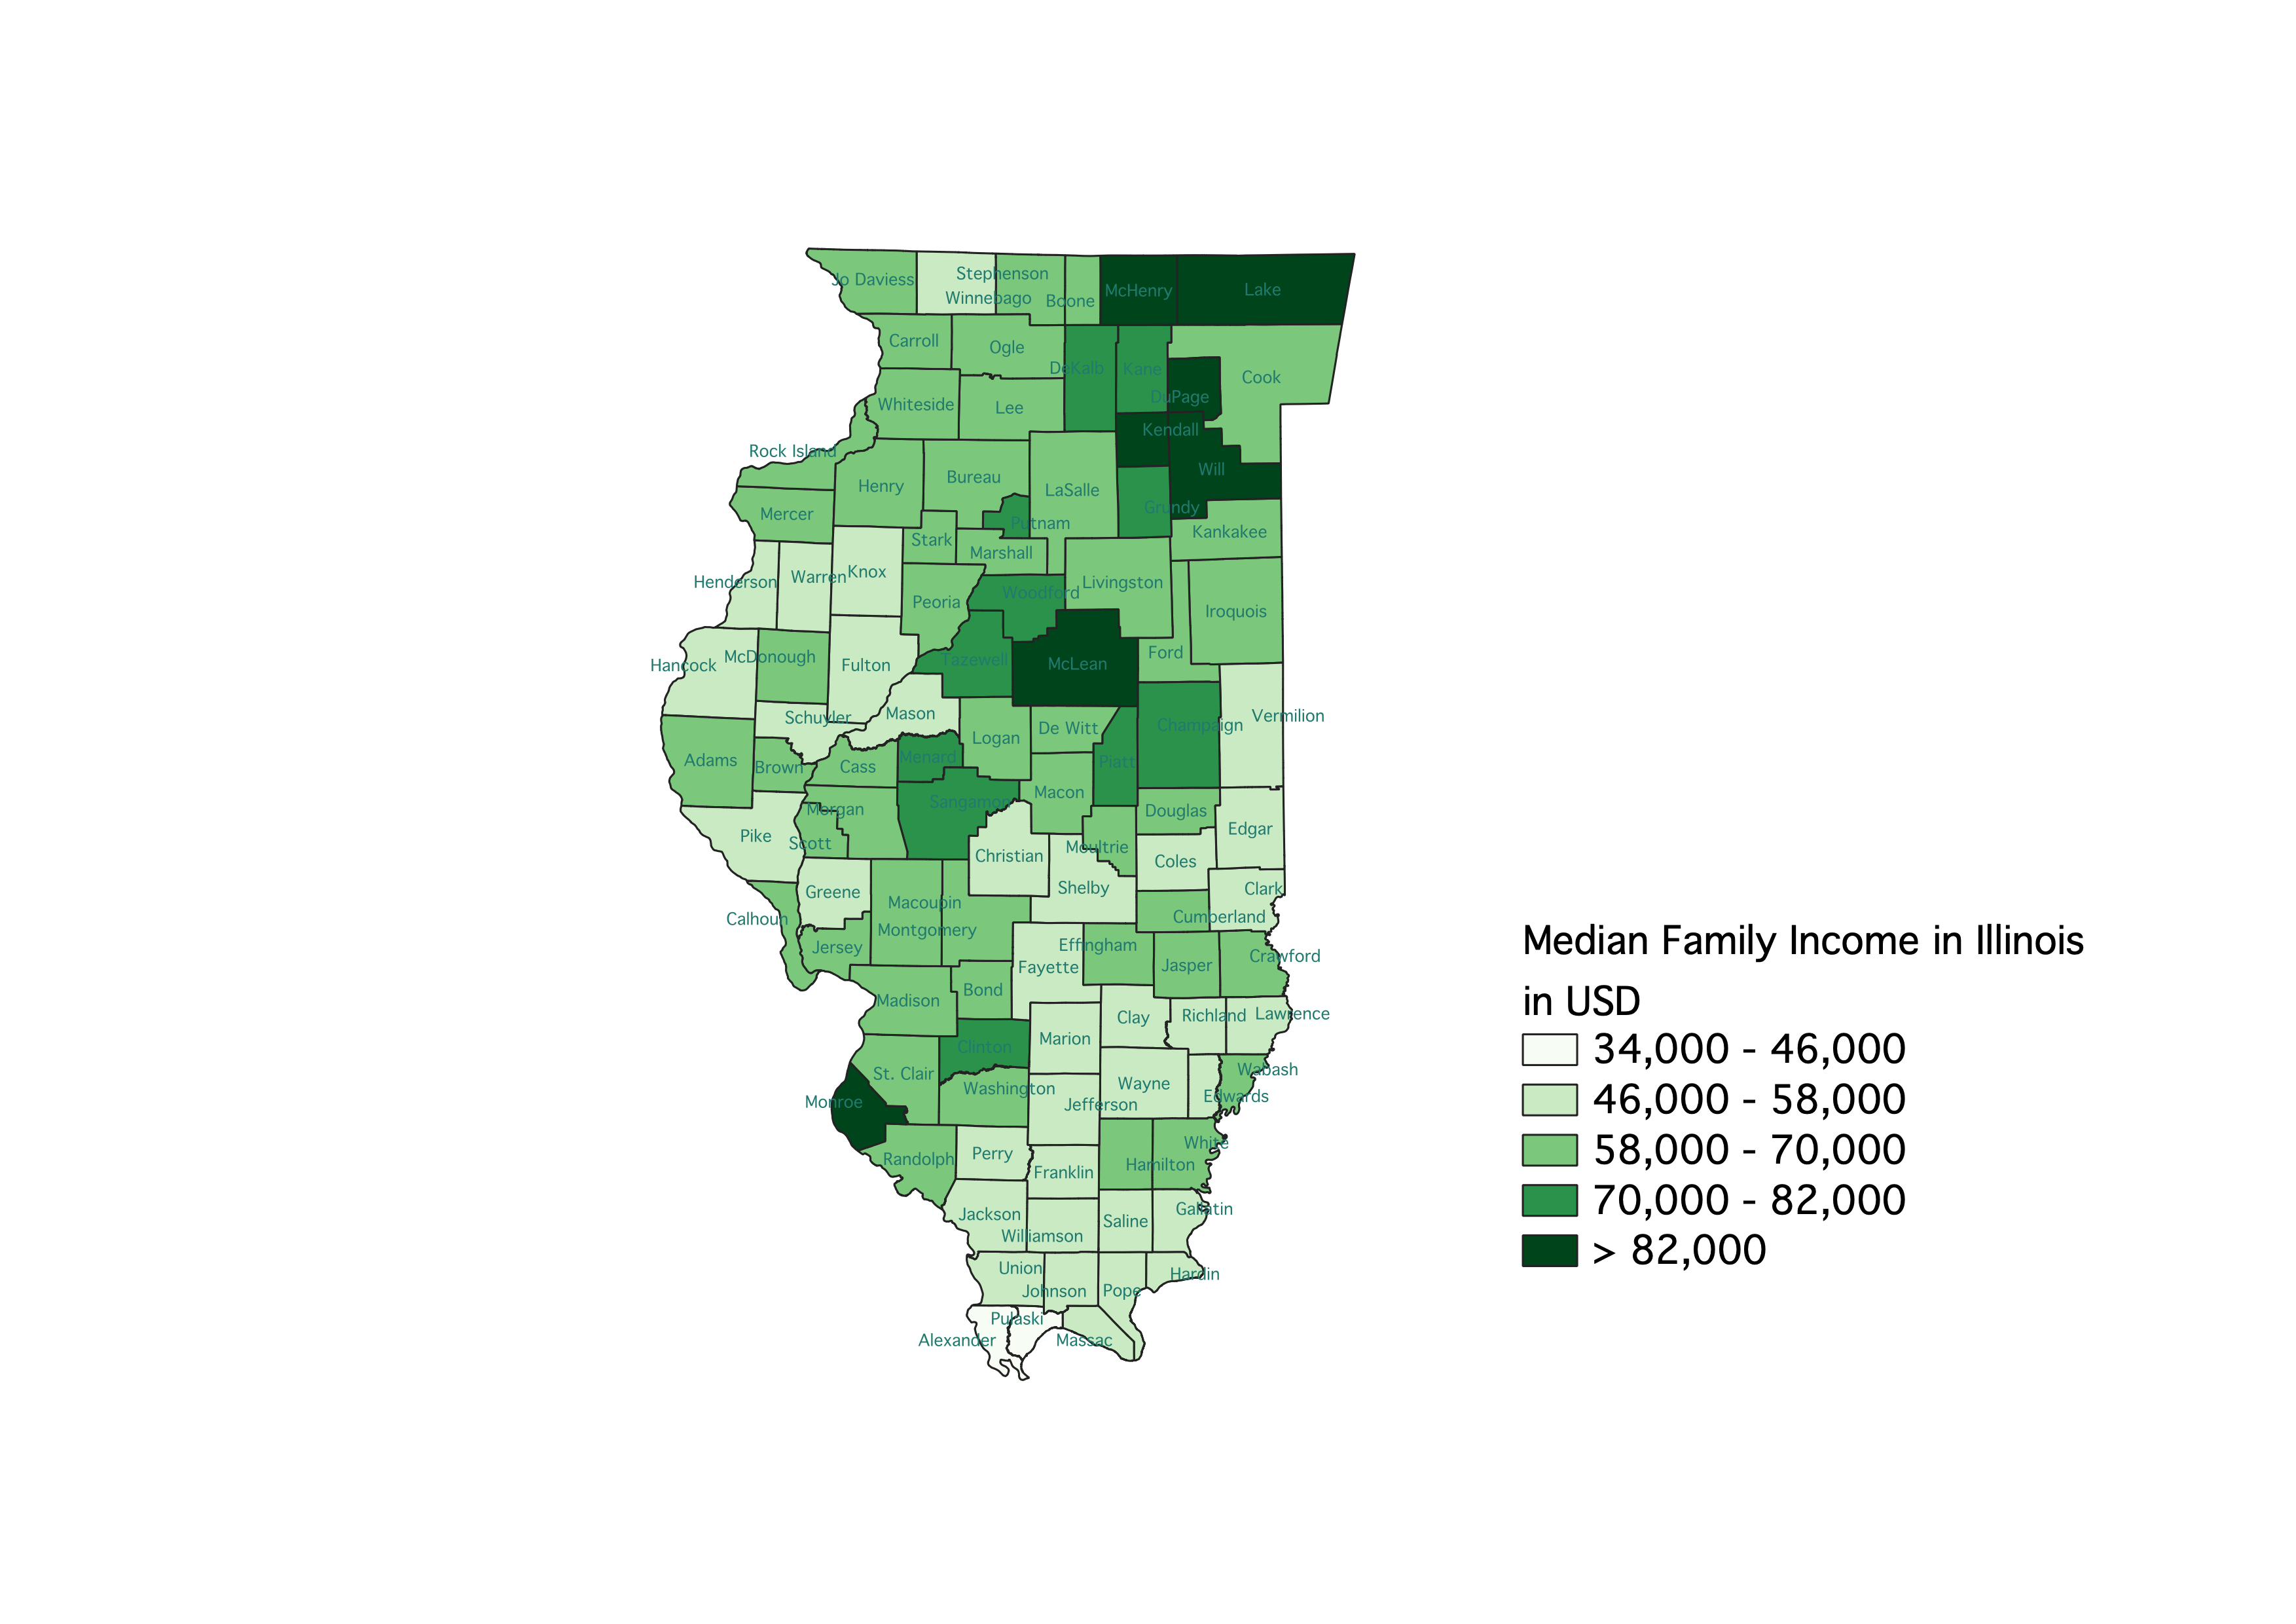 Stephenson
Jo Daviess
McHenry
Lake
Winnebago
Boone
Carroll
Ogle
DeKalb
Kane
Cook
DuPage
Whiteside
Lee
Kendall
Rock Island
Will
Bureau
Henry
LaSalle
Grundy
Mercer
Putnam
Kankakee
Stark
Marshall
Knox
Warren
Henderson
Livingston
Woodford
Peoria
Iroquois
Ford
McDonough
Tazewell
McLean
Hancock
Fulton
Mason
Vermilion
Schuyler
Champaign
De Witt
Logan
Menard
Adams
Piatt
Brown
Cass
Macon
Sangamon
Morgan
Douglas
Edgar
Pike
Scott
Moultrie
Christian
Coles
Shelby
Clark
Greene
Macoupin
Cumberland
Calhoun
Montgomery
Effingham
Jersey
Crawford
Jasper
Fayette
Bond
Madison
Lawrence
Richland
Clay
Marion
Clinton
Wabash
St. Clair
Wayne
Washington
Edwards
Monroe
Jefferson
White
Perry
Randolph
Hamilton
Franklin
Gallatin
Jackson
Saline
Williamson
Union
Hardin
Johnson
Pope
Pulaski
Alexander
Massac
Median Family Income in Illinois
in USD
34,000 - 46,000
46,000 - 58,000
58,000 - 70,000
70,000 - 82,000
> 82,000